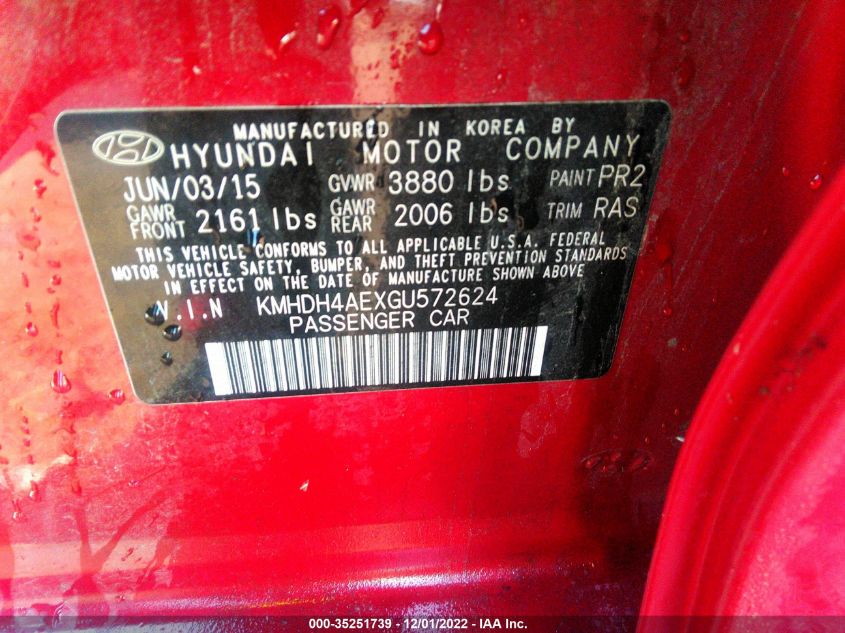 MANUFACTURED IN KOREA BY
HYUNDAI MOTOR COMPANY
JUN/03/15 GVWR 3880 lbs PAINT PR2
GAWR FRONT 2161 lbs GAWR REAR 2006 lbs TRIM RAS
THIS VEHICLE CONFORMS TO ALL APPLICABLE U.S.A. FEDERAL
MOTOR VEHICLE SAFETY, BUMPER, AND THEFT PREVENTION STANDARDS
IN EFFECT ON THE DATE OF MANUFACTURE SHOWN ABOVE
V.I.N KMHDH4AEXGU572624
PASSENGER CAR
000-35251739 - 12/01/2022 - IAA Inc.